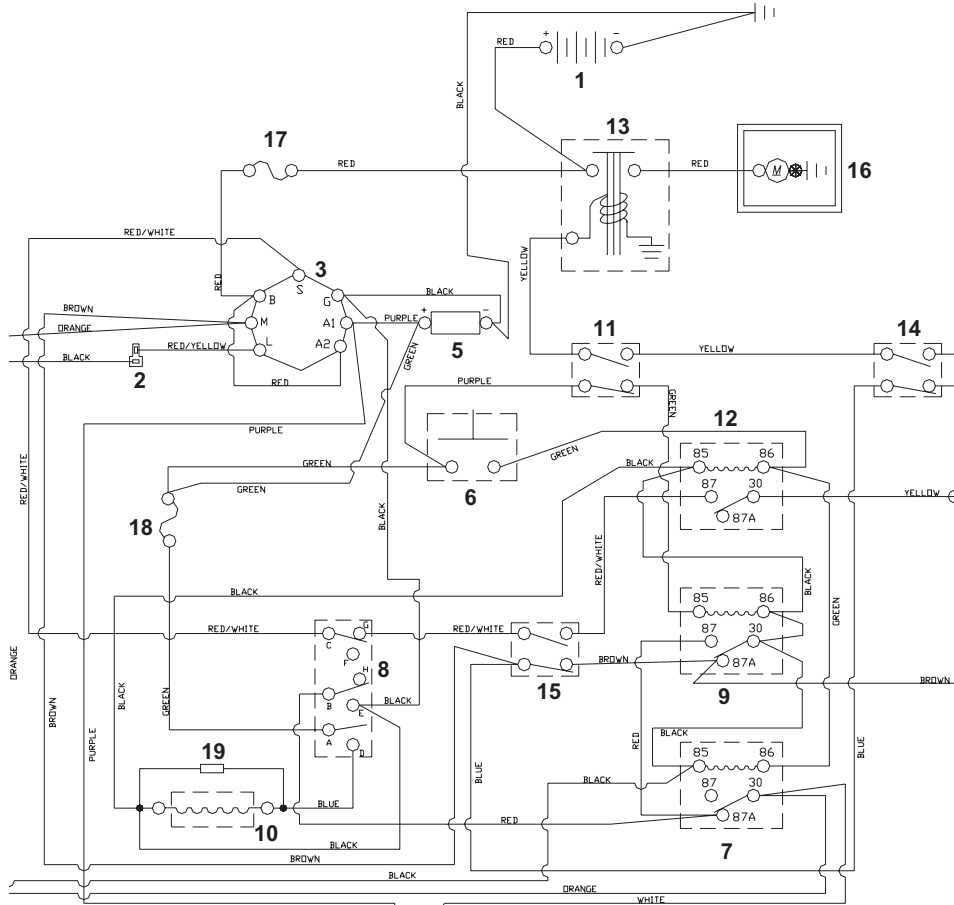 + −
RED
1
BLACK
13
17
RED
RED
M
16
RED/WHITE
YELLOW
3
S
RED
B
G
BLACK
BROWN
M
A1
PURPLE
+ −
ORANGE
11
14
RED/YELLOW
L
A2
5
GREEN
YELLOW
BLACK
2
RED
PURPLE
GREEN
12
PURPLE
85 86
GREEN
BLACK
GREEN
87 30
RED/WHITE
GREEN
6
YELLOW
87A
18
BLACK
RED/WHITE
BLACK
BLACK
85 86
GREEN
RED/WHITE
G
RED/WHITE
C
87 30
F
8
H
BROWN
87A
ORANGE
15
B
BLACK
E
9
BROWN
BLACK
GREEN
BROWN
PURPLE
A
RED
BLACK
BLUE
D
85 86
19
BLUE
BLACK
87 30
BLUE
10
87A
RED
BLACK
7
BROWN
BLACK
ORANGE
WHITE